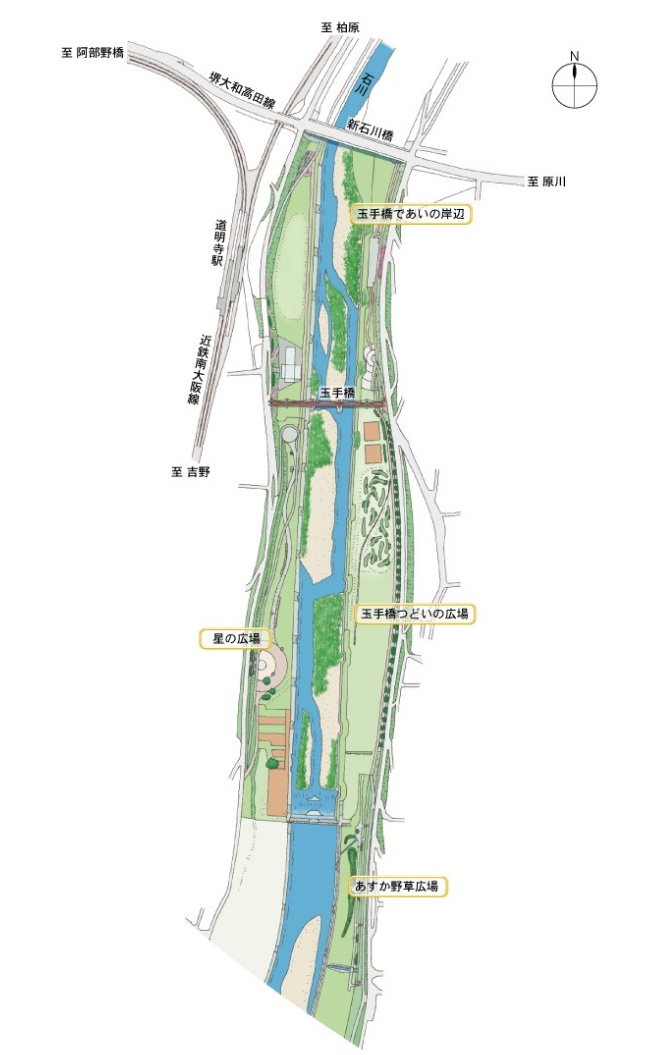 至 柏原
至 阿部野橋
N
石川
堺大和高田線
新石川橋
至 原川
玉手橋であいの岸辺
道明寺駅
近鉄南大阪線
玉手橋
至 吉野
玉手橋つどいの広場
星の広場
あすか野草広場